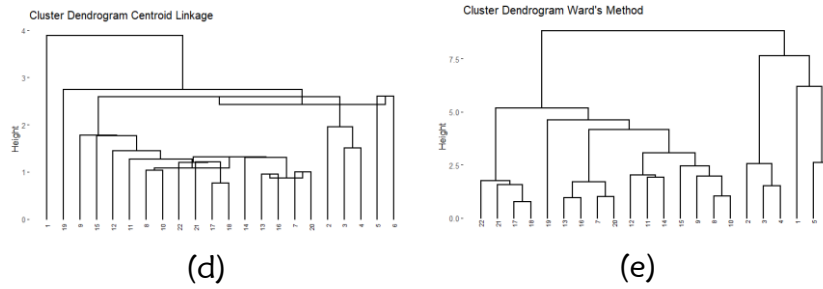 Cluster Dendrogram Centroid Linkage
4
3
2
1
0
Height
1 19 9 15 12 11 8 10 22 21 17 18 14 13 16 7 20 2 3 4 5 6
(d)
Cluster Dendrogram Ward's Method
7.5
5.0
2.5
0.0
Height
22 21 17 18 19 13 16 7 20 12 11 14 15 9 8 10 2 3 4 1 5
(e)